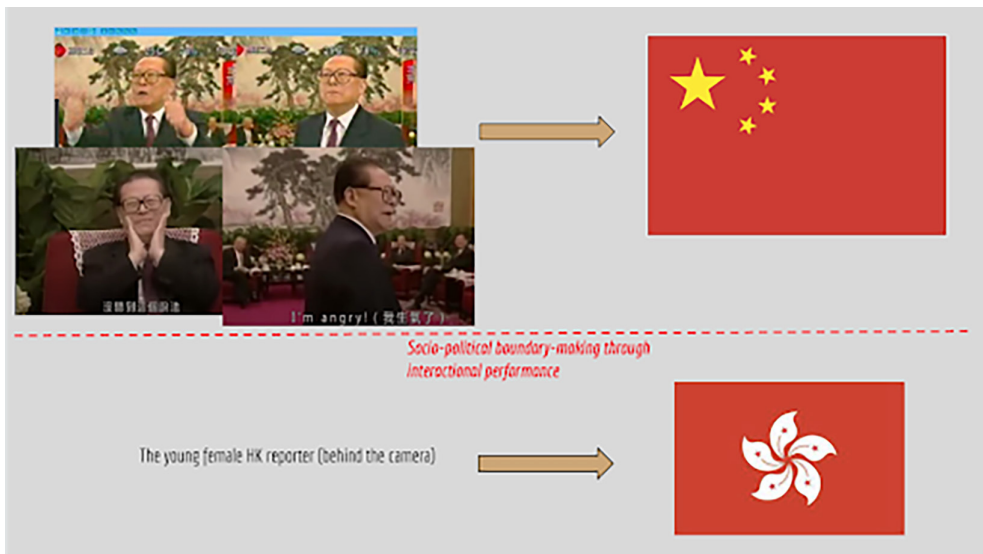 I'm angry!(我生氣了)
Socio-political boundary-making through
interactional performance
The young female HK reporter (behind the camera)